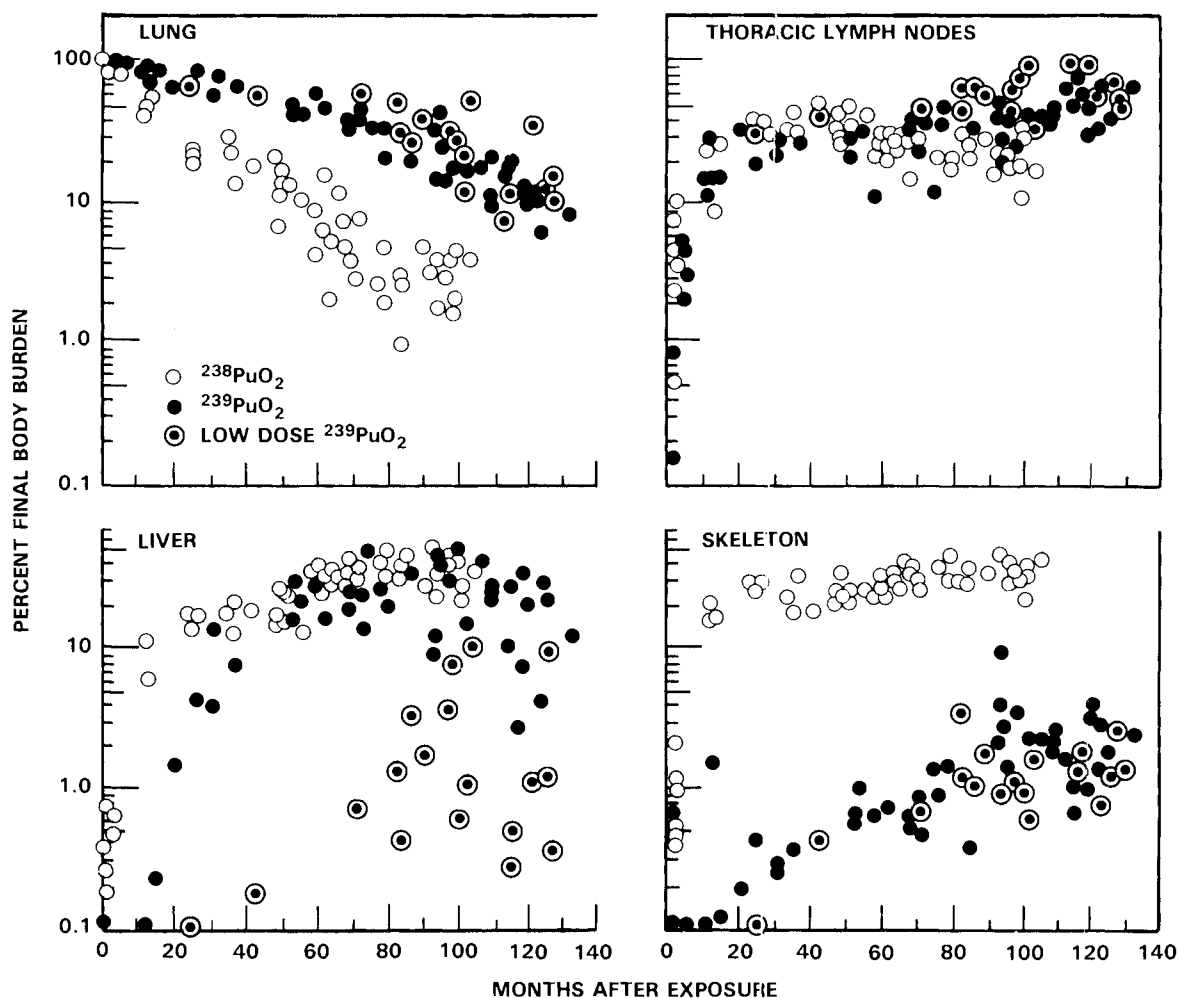 LUNG
THORACIC LYMPH NODES
100
10
1.0
0.1
²³⁸PuO₂
²³⁹PuO₂
LOW DOSE ²³⁹PuO₂
PERCENT FINAL BODY BURDEN
LIVER
SKELETON
10
1.0
0.1
0 20 40 60 80 100 120 140 0 20 40 60 80 100 120 140
MONTHS AFTER EXPOSURE